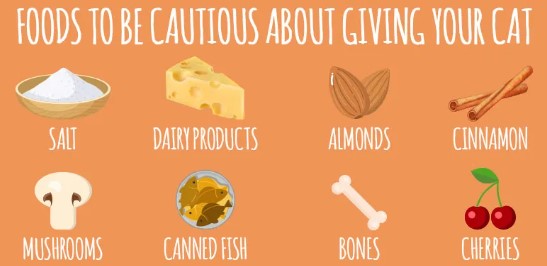 FOODS TO BE CAUTIOUS ABOUT GIVING YOUR CAT
SALT
DAIRY PRODUCTS
ALMONDS
CINNAMON
MUSHROOMS
CANNED FISH
BONES
CHERRIES